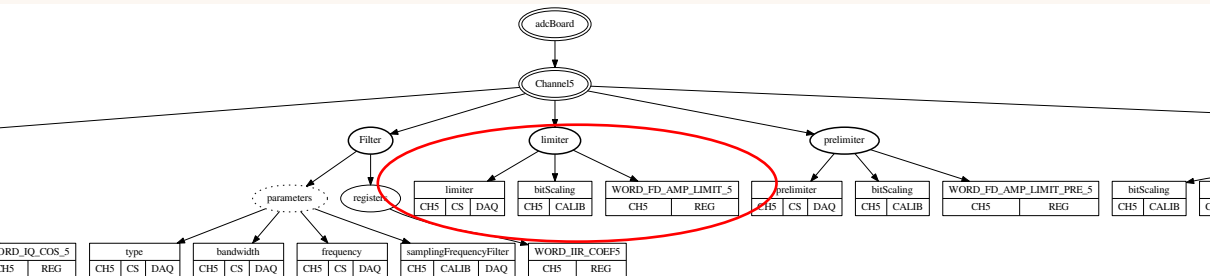 adcBoard
Channel5
Filter
limiter
prelimiter
parameters
registers
limiter
CH5 CS DAQ
bitScaling
CH5 CALIB
WORD_FD_AMP_LIMIT_5
CH5 REG
prelimiter
CH5 CS DAQ
bitScaling
CH5 CALIB
WORD_FD_AMP_LIMIT_PRE_5
CH5 REG
bitScaling
CH5 CALIB
type
CH5 CS DAQ
bandwidth
CH5 CS DAQ
frequency
CH5 CS DAQ
samplingFrequencyFilter
CH5 CALIB DAQ
WORD_IIR_COEF5
CH5 REG
REG